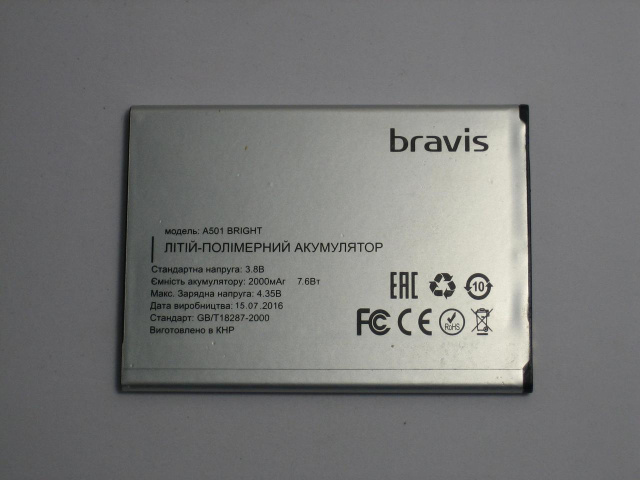 bravis
модель: A501 BRIGHT
ЛІТІЙ-ПОЛІМЕРНИЙ АКУМУЛЯТОР
Стандартна напруга: 3.8В
Ємність акумулятору: 2000мАг 7.6Вт
Макс. Зарядна напруга: 4.35В
Дата виробництва: 15.07.2016
Стандарт: GB/T18287-2000
Виготовлено в КНР
EAC 10
FC CE RoHS